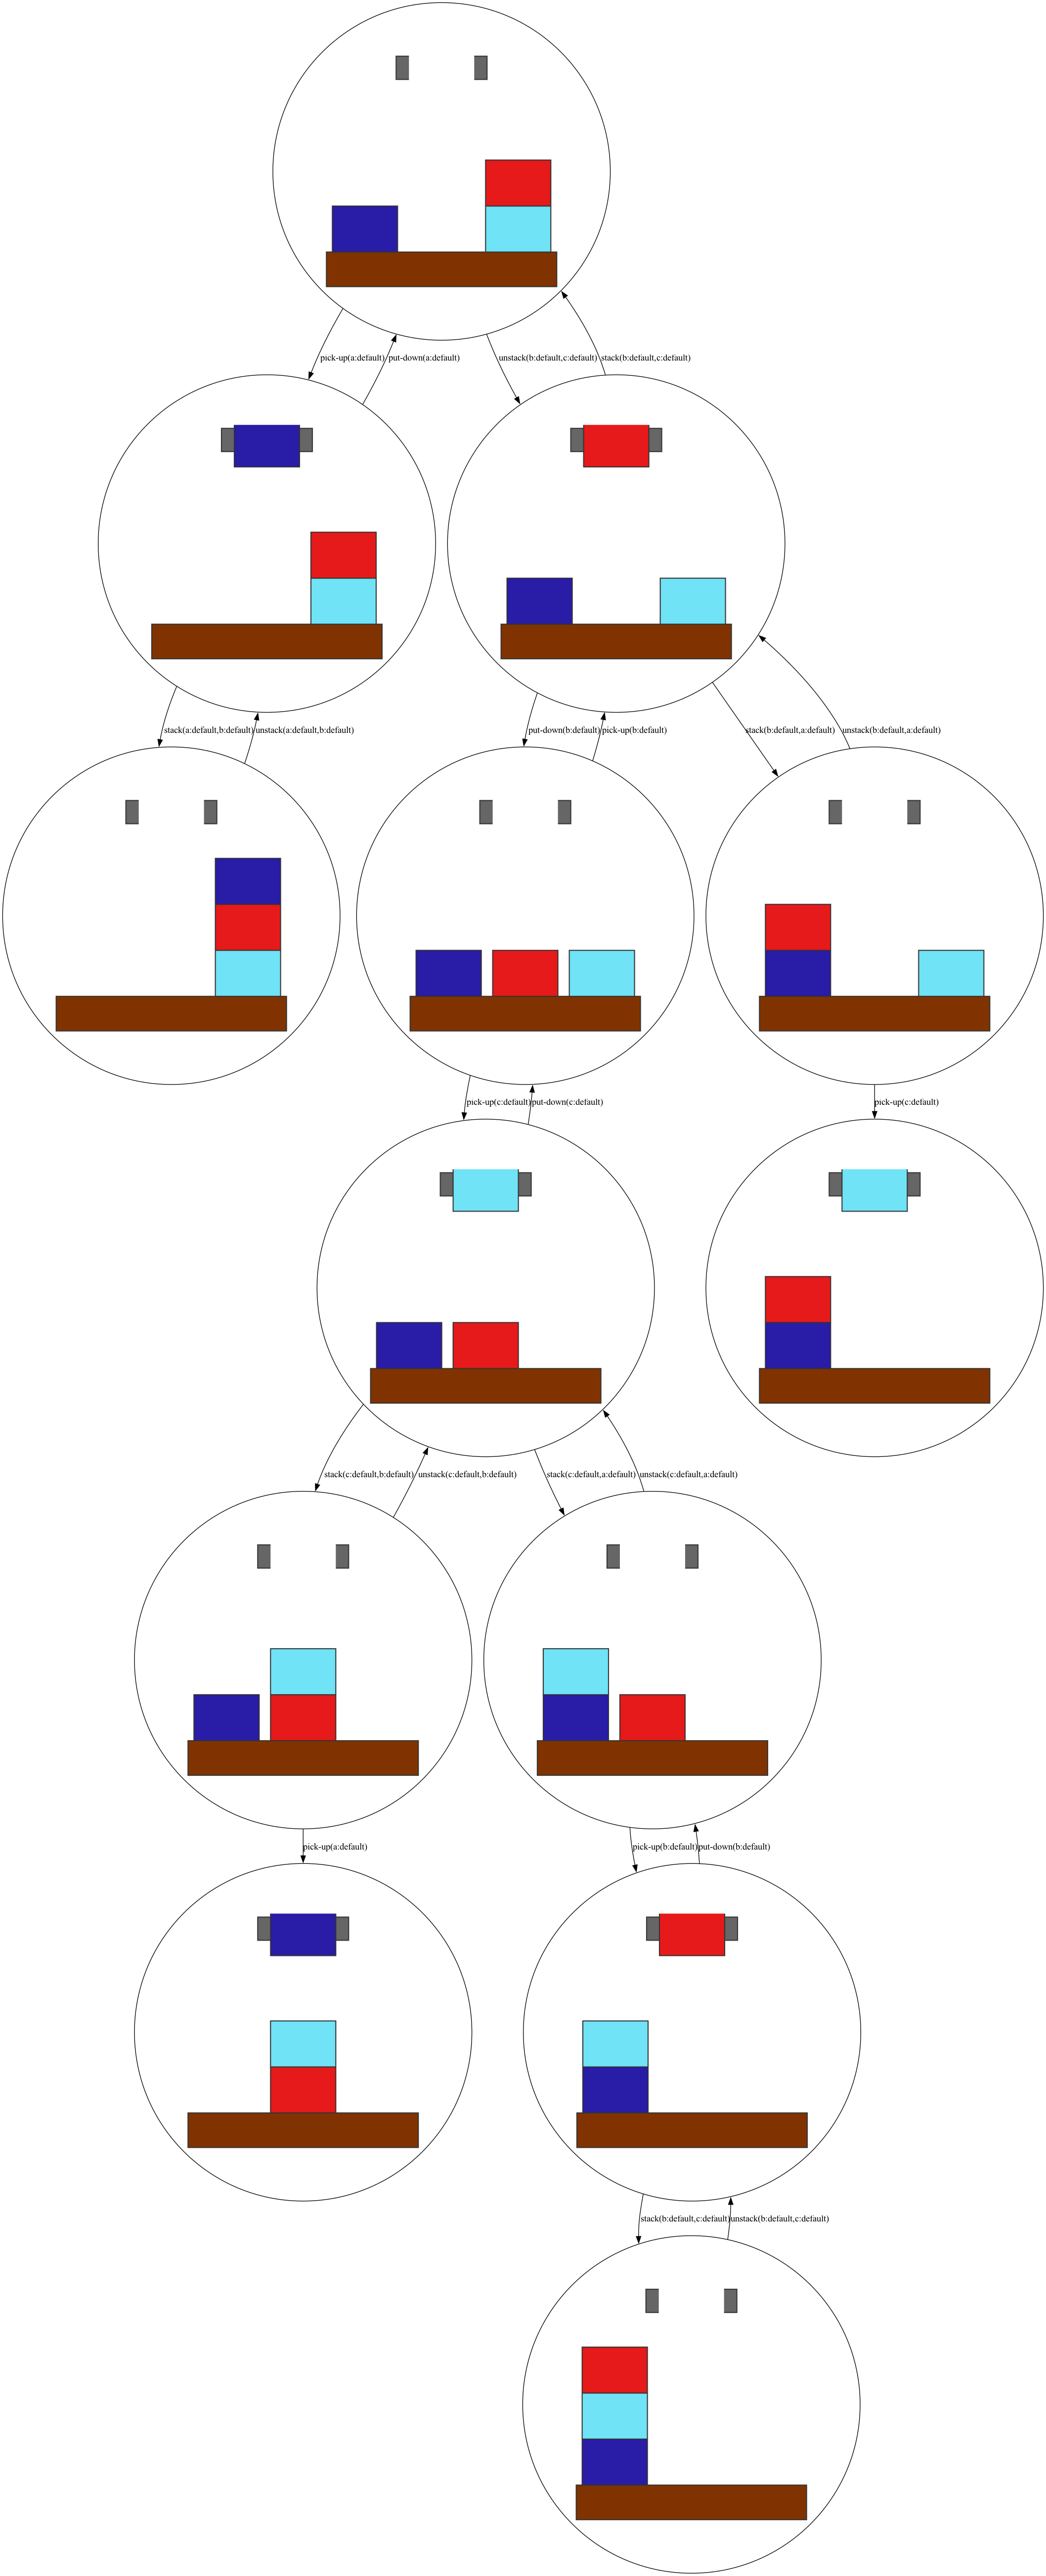 pick-up(a:default)
put-down(a:default)
unstack(b:default,c:default)
stack(b:default,c:default)
stack(a:default,b:default)
unstack(a:default,b:default)
put-down(b:default)
pick-up(b:default)
stack(b:default,a:default)
unstack(b:default,a:default)
pick-up(c:default)
put-down(c:default)
pick-up(c:default)
stack(c:default,b:default)
unstack(c:default,b:default)
stack(c:default,a:default)
unstack(c:default,a:default)
pick-up(a:default)
pick-up(b:default)
put-down(b:default)
stack(b:default,c:default)
unstack(b:default,c:default)